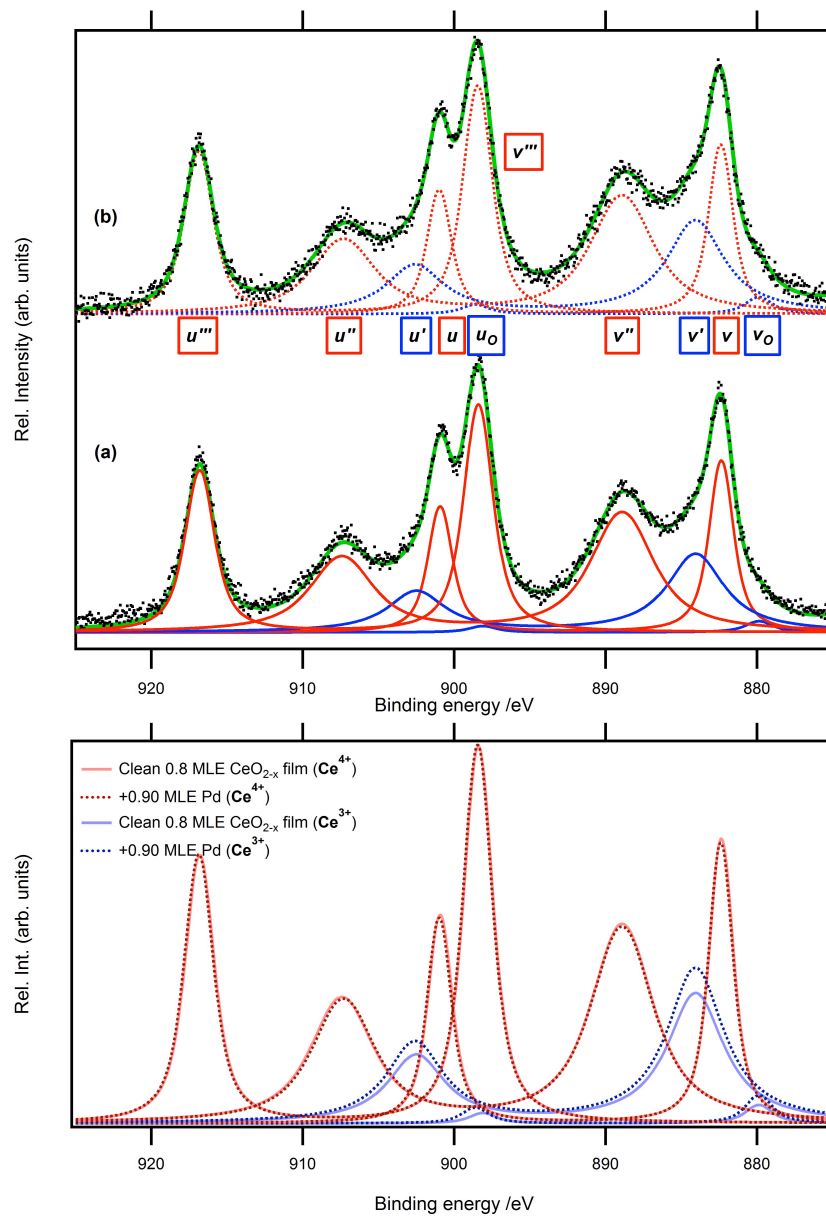 Rel. Intensity (arb. units)
(b)
v'''
u'''
u''
u'
u
uO
v''
v'
v
vO
(a)
920
910
900
890
880
Binding energy /eV
Rel. Int. (arb. units)
Clean 0.8 MLE CeO2-x film (Ce4+)
+0.90 MLE Pd (Ce4+)
Clean 0.8 MLE CeO2-x film (Ce3+)
+0.90 MLE Pd (Ce3+)
920
910
900
890
880
Binding energy /eV